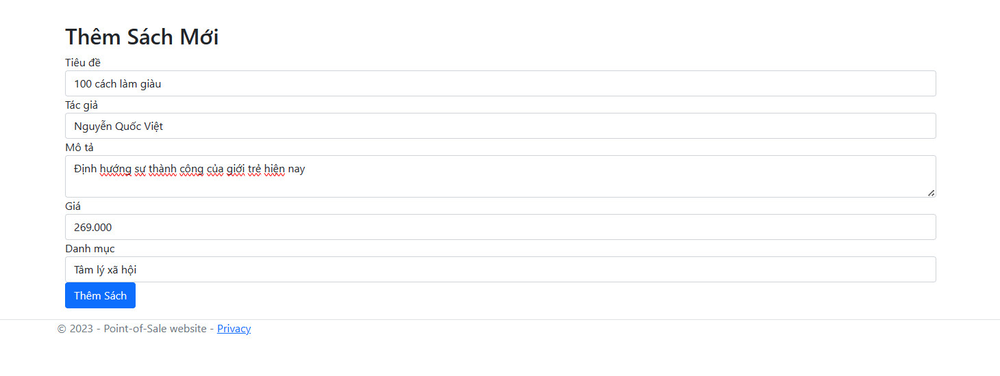 Thêm Sách Mới
Tiêu đề
100 cách làm giàu
Tác giả
Nguyễn Quốc Việt
Mô tả
Định hướng sự thành công của giới trẻ hiện nay
Giá
269.000
Danh mục
Tâm lý xã hội
Thêm Sách
© 2023 - Point-of-Sale website - Privacy